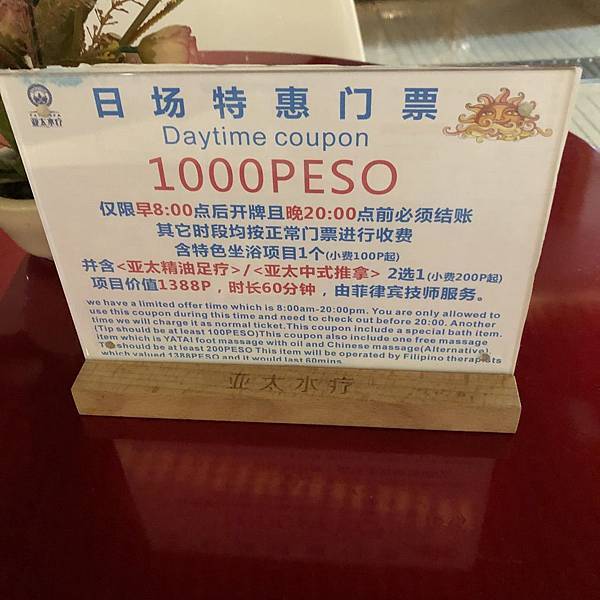 亚太水疗
日场特惠门票
Daytime coupon
1000PESO
仅限早8:00点后开牌且晚20:00点前必须结账
其它时段均按正常门票进行收费
含特色坐浴项目1个(小费100P起)
并含<亚太精油足疗>/<亚太中式推拿> 2选1(小费200P起)
项目价值1388P，时长60分钟，由菲律宾技师服务。
we have a limited offer time which is 8:00am-20:00pm. You are only allowed to
use this coupon during this time and need to check out before 20:00. Another
time we will charge it as normal ticket.This coupon include a special bath item.
(Tip should be at least 100PESO)This coupon also include one free massage
item which is YATAI foot massage with oil and Chinese massage(Alternative)
Tip should be at least 200PESO This item will be operated by Filipino therapists
which valued 1388PESO and it would last 60mins.
亚太水疗